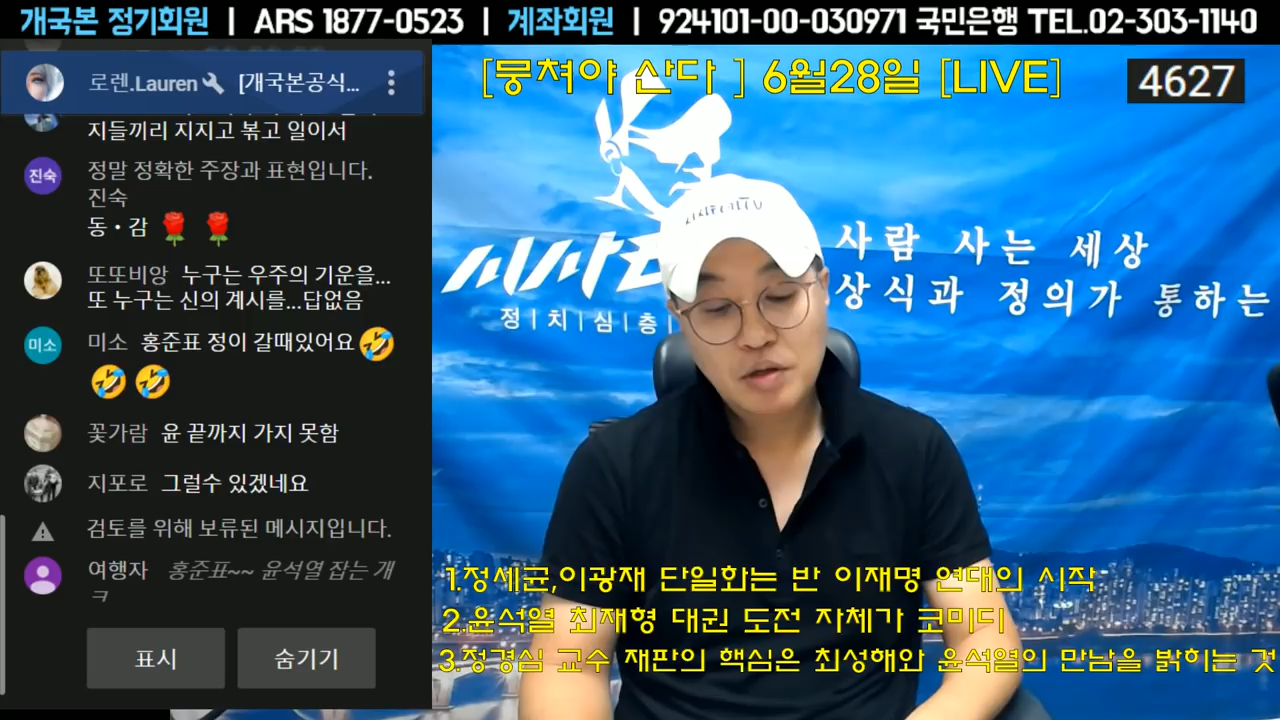 개국본 정기회원 | ARS 1877-0523 | 계좌회원 | 924101-00-030971 국민은행 TEL.02-303-1140
로렌.Lauren [개국본공식...
지들끼리 지지고 볶고 일이서
진숙 정말 정확한 주장과 표현입니다.
진숙
동·감
또또비앙 누구는 우주의 기운을...
또 누구는 신의 계시를...답없음
미소 미소 홍준표 정이 갈때있어요
꽃가람 윤 끝까지 가지 못함
지포로 그럴수 있겠네요
검토를 위해 보류된 메시지입니다.
여행자 홍준표~~ 윤석열 잡는 개
ㅋ
표시 숨기기
[뭉쳐야 산다 ] 6월28일 [LIVE]
4627
시사타
정|치|심|층|
사람 사는 세상
상식과 정의가 통하는
1.정세균,이광재 단일화는 반 이재명 연대의 시작
2.윤석열 최재형 대권 도전 자체가 코미디
3.정경심 교수 재판의 핵심은 최성해와 윤석열의 만남을 밝히는 것